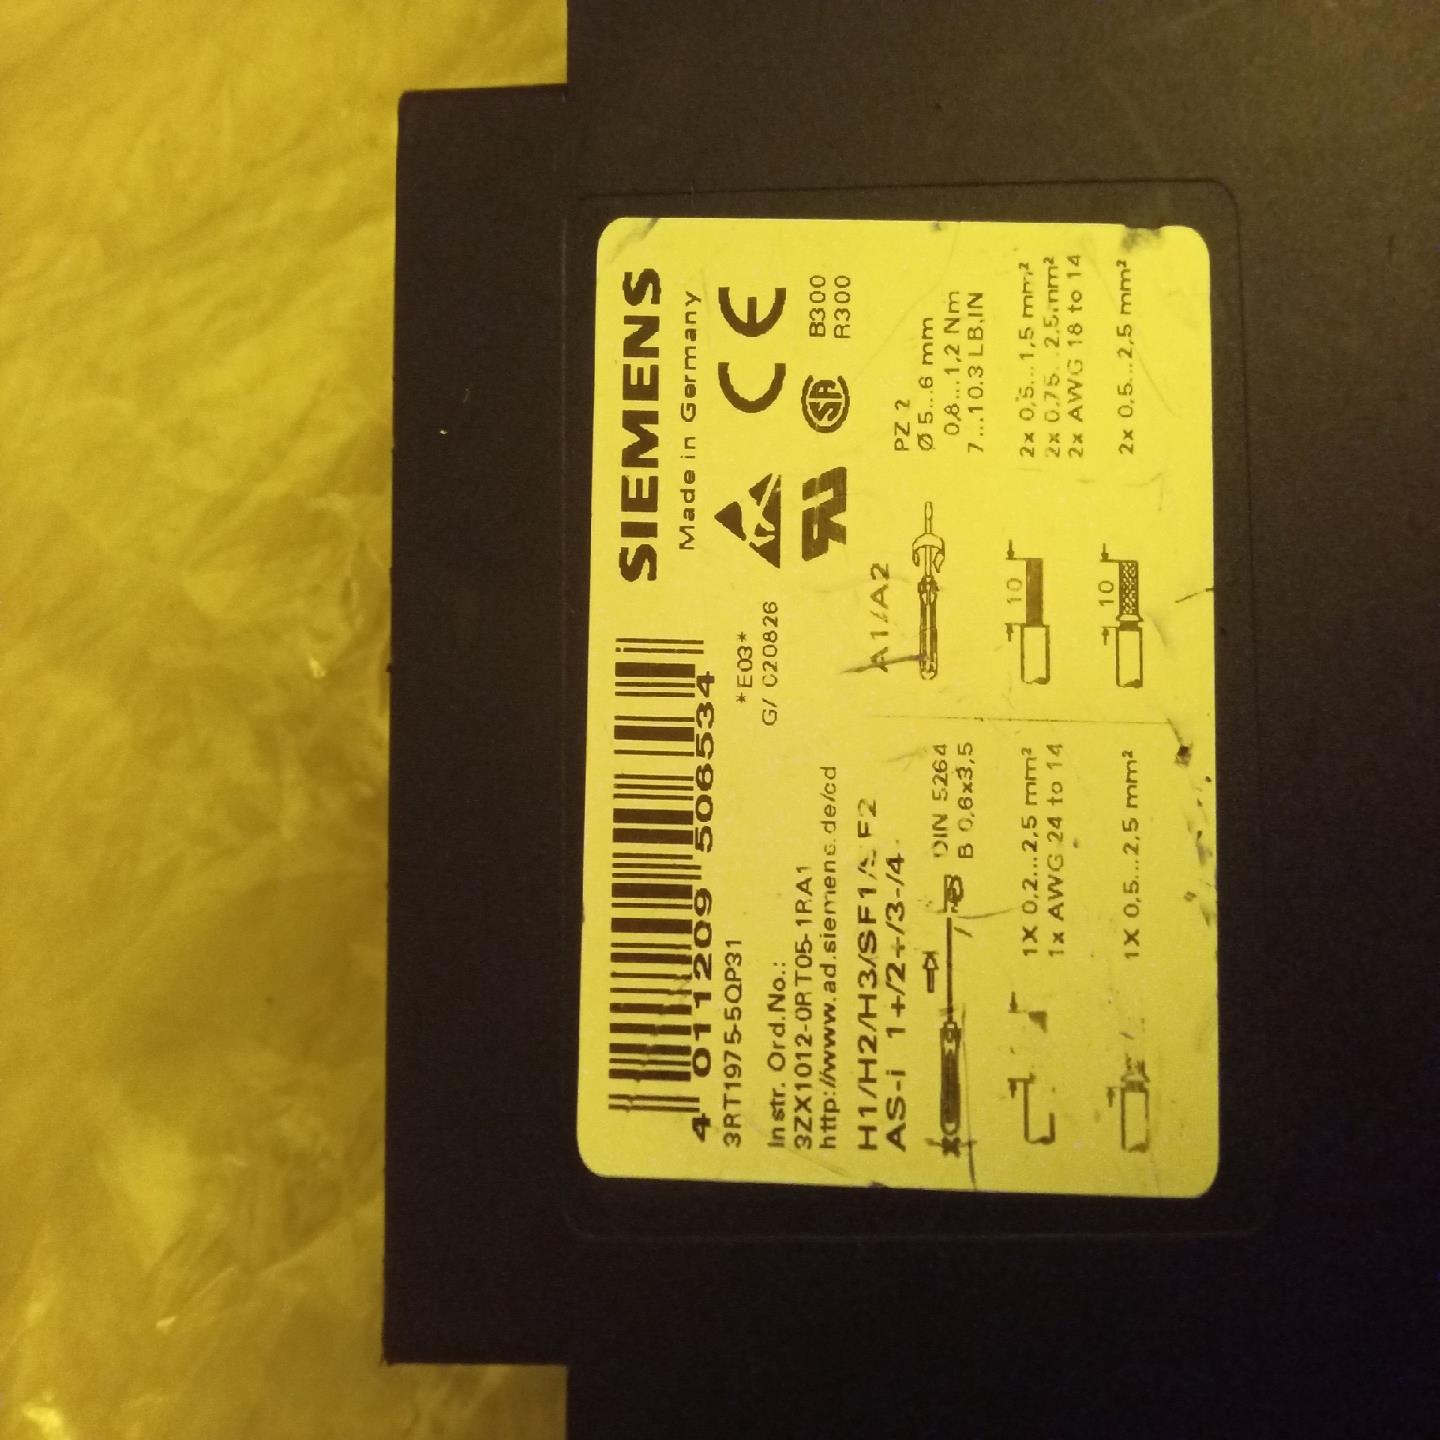 SIEMENS
Made in Germany
4 011209 506534
3RT1975-5QP31
*E03*
G/ C20826
CE
Instr. Ord.No.:
3ZX1012-0RT05-1RA1
http://www.ad.siemens.de/cd
SA
B300
R300
H1/H2/H3/SF1/SF2
AS-i 1+/2+/3-/4-
A1/A2
DIN 5264
B 0,6x3,5
PZ 2
Ø 5...6 mm
0,8...1,2 Nm
7...10.3 LB.IN
1X 0,2...2,5 mm²
1x AWG 24 to 14
10
2x 0,5...1,5 mm²
2x 0,75...2,5mm²
2x AWG 18 to 14
1X 0,5...2,5 mm²
10
2x 0,5...2,5 mm²